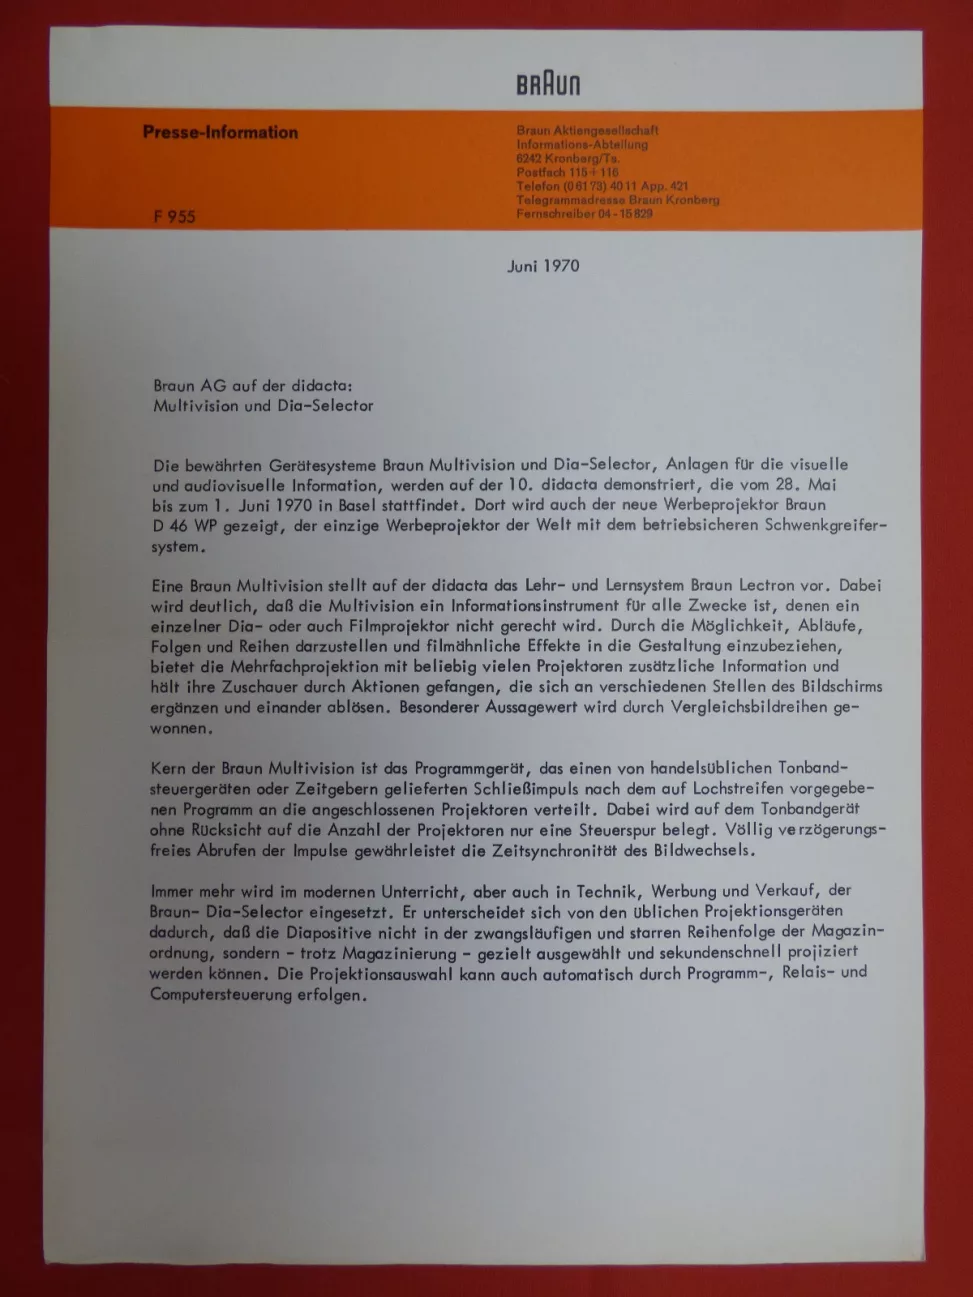 BRAUN
Presse-Information
Braun Aktiengesellschaft
Informations-Abteilung
6242 Kronberg/Ts.
Postfach 115+116
Telefon (0 61 73) 40 11 App. 421
Telegrammadresse Braun Kronberg
Fernschreiber 04 - 15 829
F 955
Juni 1970
Braun AG auf der didacta:
Multivision und Dia-Selector
Die bewährten Gerätesysteme Braun Multivision und Dia-Selector, Anlagen für die visuelle
und audiovisuelle Information, werden auf der 10. didacta demonstriert, die vom 28. Mai
bis zum 1. Juni 1970 in Basel stattfindet. Dort wird auch der neue Werbeprojektor Braun
D 46 WP gezeigt, der einzige Werbeprojektor der Welt mit dem betriebsicheren Schwenkgreifer-
system.
Eine Braun Multivision stellt auf der didacta das Lehr- und Lernsystem Braun Lectron vor. Dabei
wird deutlich, daß die Multivision ein Informationsinstrument für alle Zwecke ist, denen ein
einzelner Dia- oder auch Filmprojektor nicht gerecht wird. Durch die Möglichkeit, Abläufe,
Folgen und Reihen darzustellen und filmähnliche Effekte in die Gestaltung einzubeziehen,
bietet die Mehrfachprojektion mit beliebig vielen Projektoren zusätzliche Information und
hält ihre Zuschauer durch Aktionen gefangen, die sich an verschiedenen Stellen des Bildschirms
ergänzen und einander ablösen. Besonderer Aussagewert wird durch Vergleichsbildreihen ge-
wonnen.
Kern der Braun Multivision ist das Programmgerät, das einen von handelsüblichen Tonband-
steuergeräten oder Zeitgebern gelieferten Schließimpuls nach dem auf Lochstreifen vorgegebe-
nen Programm an die angeschlossenen Projektoren verteilt. Dabei wird auf dem Tonbandgerät
ohne Rücksicht auf die Anzahl der Projektoren nur eine Steuerspur belegt. Völlig verzögerungs-
freies Abrufen der Impulse gewährleistet die Zeitsynchronität des Bildwechsels.
Immer mehr wird im modernen Unterricht, aber auch in Technik, Werbung und Verkauf, der
Braun- Dia-Selector eingesetzt. Er unterscheidet sich von den üblichen Projektionsgeräten
dadurch, daß die Diapositive nicht in der zwangsläufigen und starren Reihenfolge der Magazin-
ordnung, sondern - trotz Magazinierung - gezielt ausgewählt und sekundenschnell projiziert
werden können. Die Projektionsauswahl kann auch automatisch durch Programm-, Relais- und
Computersteuerung erfolgen.